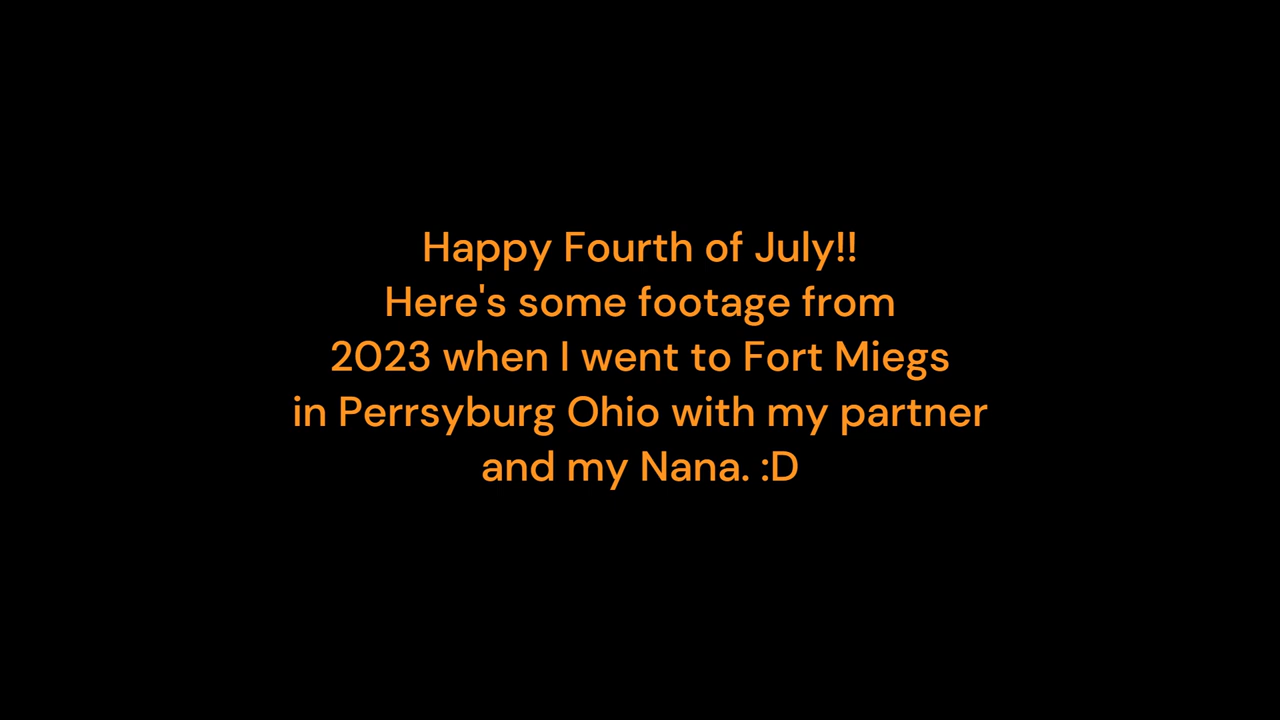 Happy Fourth of July!!
Here's some footage from
2023 when I went to Fort Miegs
in Perrsyburg Ohio with my partner
and my Nana. :D